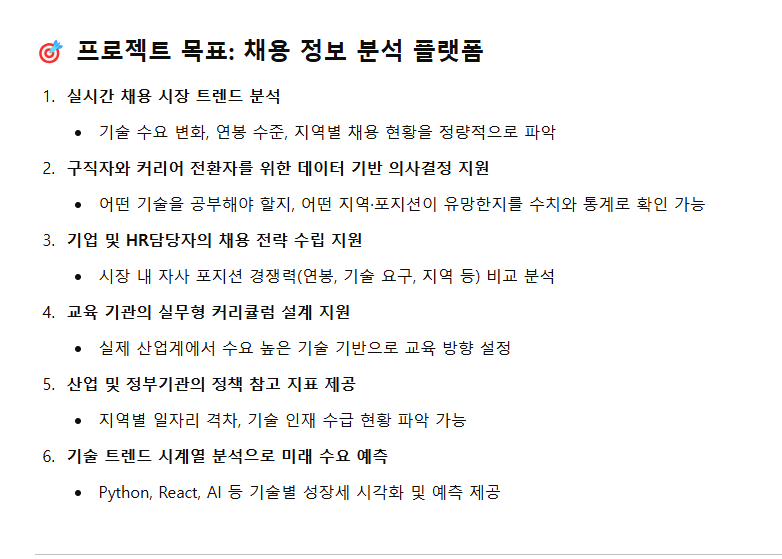 🎯 프로젝트 목표: 채용 정보 분석 플랫폼
1. 실시간 채용 시장 트렌드 분석
• 기술 수요 변화, 연봉 수준, 지역별 채용 현황을 정량적으로 파악
2. 구직자와 커리어 전환자를 위한 데이터 기반 의사결정 지원
• 어떤 기술을 공부해야 할지, 어떤 지역·포지션이 유망한지를 수치와 통계로 확인 가능
3. 기업 및 HR담당자의 채용 전략 수립 지원
• 시장 내 자사 포지션 경쟁력(연봉, 기술 요구, 지역 등) 비교 분석
4. 교육 기관의 실무형 커리큘럼 설계 지원
• 실제 산업계에서 수요 높은 기술 기반으로 교육 방향 설정
5. 산업 및 정부기관의 정책 참고 지표 제공
• 지역별 일자리 격차, 기술 인재 수급 현황 파악 가능
6. 기술 트렌드 시계열 분석으로 미래 수요 예측
• Python, React, AI 등 기술별 성장세 시각화 및 예측 제공